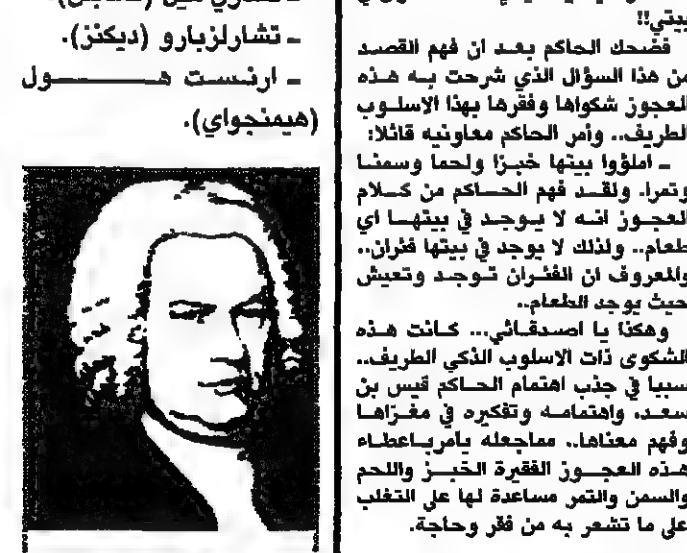 بيتي!!
فضحك الحاكم بعد ان فهم القصد
من هذا السؤال الذي شرحت به هذه
العجوز شكواها وفقرها بهذا الاسلوب
الطريف.. وأمر الحاكم معاونيه قائلا:
ـ املؤوا بيتها خبزا ولحما وسمنا
وتمرا. ولقد فهم الحاكم من كلام
العجوز انه لا يوجد في بيتها اي
طعام.. ولذلك لا يوجد في بيتها فئران..
والمعروف ان الفئران توجد وتعيش
حيث يوجد الطعام..
وهكذا يا اصدقائي... كانت هذه
الشكوى ذات الاسلوب الذكي الطريف..
سببا في جذب اهتمام الحاكم قيس بن
سعد، واهتمامه وتفكيره في مغزاها
وفهم معناها.. مماجعله يامر باعطاء
هذه العجوز الفقيرة الخبز واللحم
والسمن والتمر مساعدة لها على التغلب
على ما تشعر به من فقر وحاجة.
ـ تشارلزبارو (ديكنز).
ـ ارنست هول
(هيمنجواي).